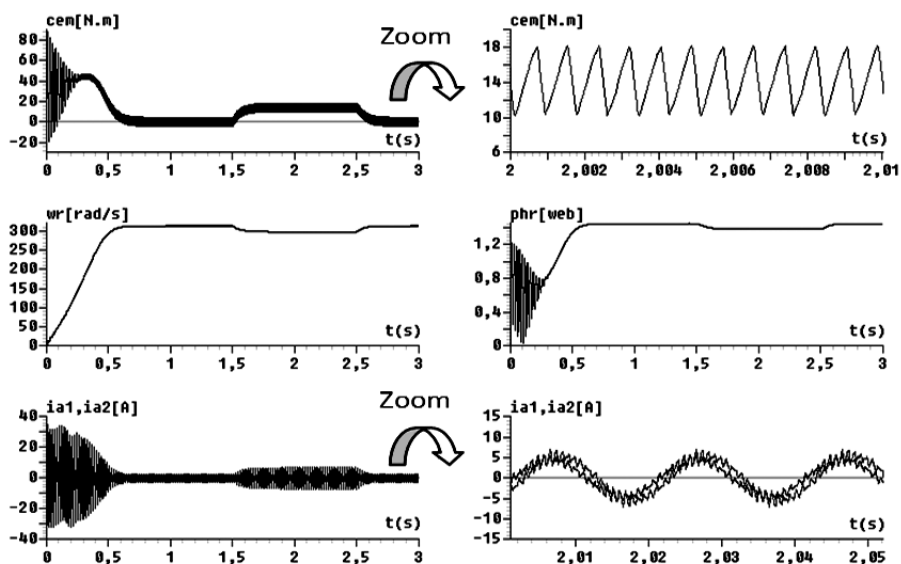 cem[N.m]
80
60
40
20
0
-20
t(s)
0 0,5 1 1,5 2 2,5 3
Zoom
cem[N.m]
18
14
10
6
t(s)
2 2,002 2,004 2,006 2,008 2,01
wr[rad/s]
300
250
200
150
100
50
0
t(s)
0 0,5 1 1,5 2 2,5 3
phr[web]
1,2
0,8
0,4
0
t(s)
0 0,5 1 1,5 2 2,5 3
ia1,ia2[A]
40
20
0
-20
-40
t(s)
0 0,5 1 1,5 2 2,5 3
Zoom
ia1,ia2[A]
15
10
5
0
-5
-10
-15
t(s)
2,01 2,02 2,03 2,04 2,05